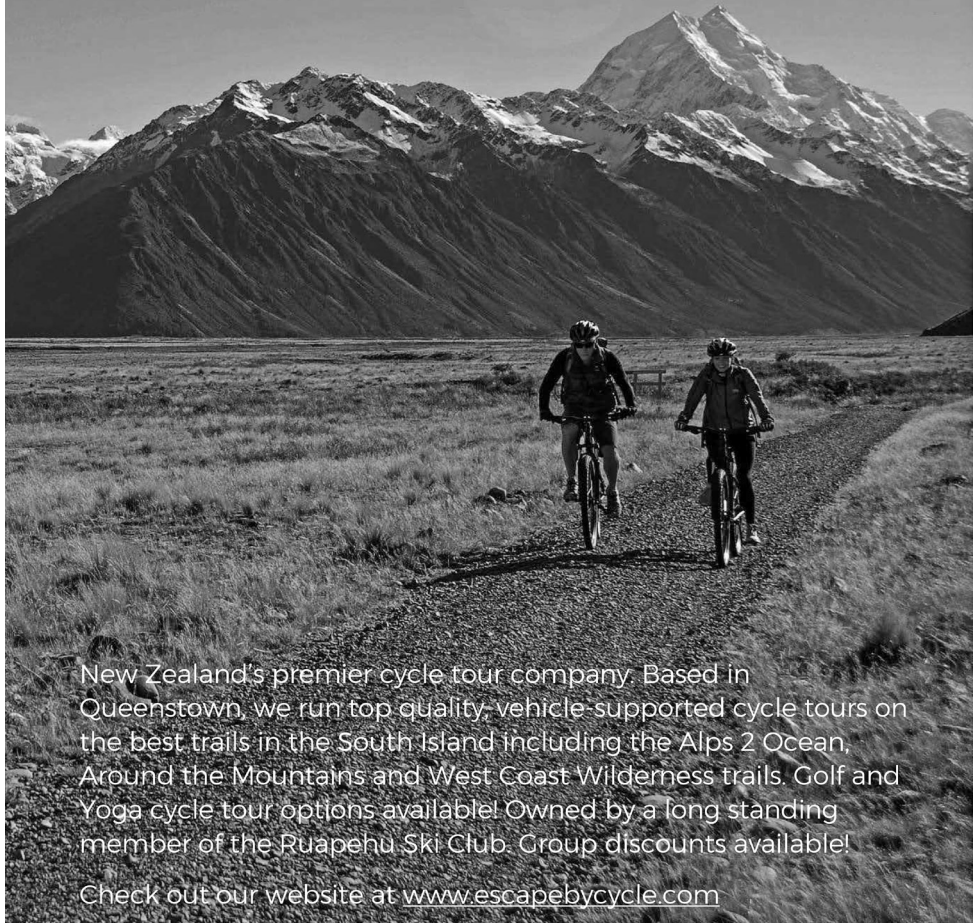 New Zealand's premier cycle tour company. Based in
Queenstown, we run top quality, vehicle-supported cycle tours on
the best trails in the South Island including the Alps 2 Ocean,
Around the Mountains and West Coast Wilderness trails. Golf and
Yoga cycle tour options available! Owned by a long standing
member of the Ruapehu Ski Club. Group discounts available!
Check out our website at www.escapebycycle.com